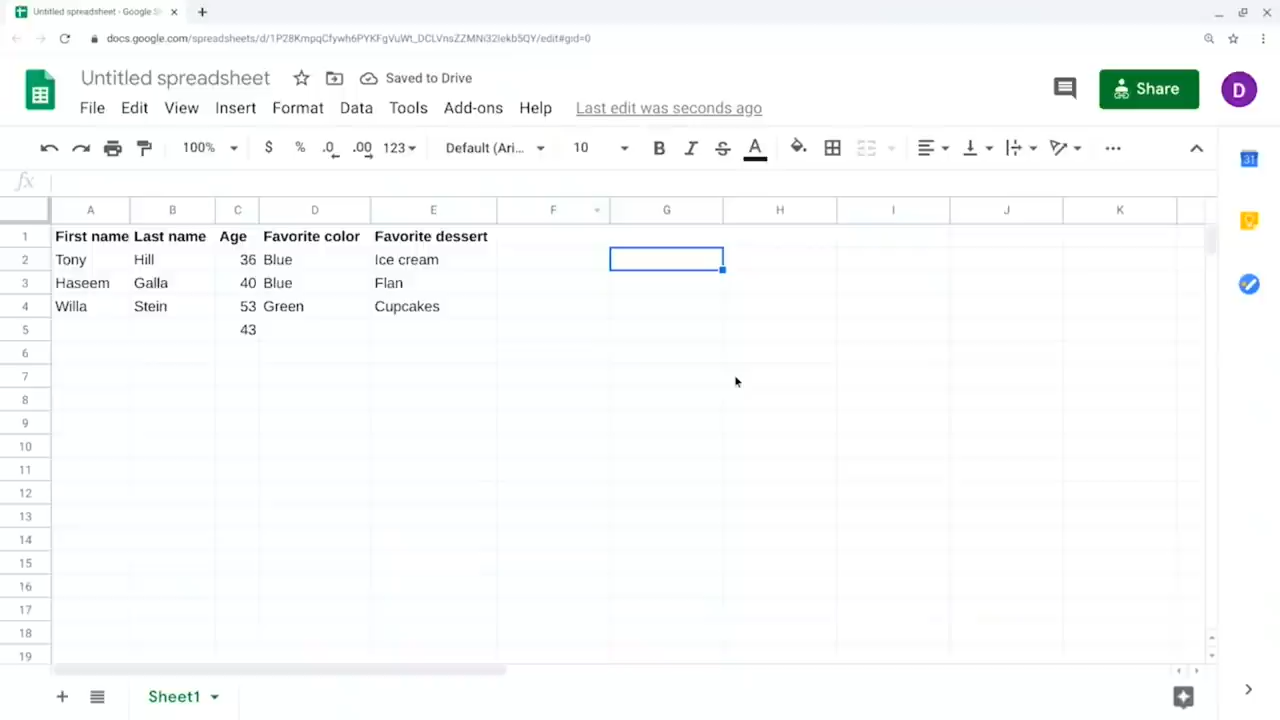 Untitled spreadsheet - Google Sh
docs.google.com/spreadsheets/d/1P28KmpqCfywh6PYKFgVuWt_DCLVnsZZMNi32Iekb5QY/edit#gid=0
Untitled spreadsheet Saved to Drive
File Edit View Insert Format Data Tools Add-ons Help Last edit was seconds ago
Share
D
100% $ % .0 .00 123 Default (Ari... 10 B I S A
fx
A B C D E F G H I J K
1 First name Last name Age Favorite color Favorite dessert
2 Tony Hill 36 Blue Ice cream
3 Haseem Galla 40 Blue Flan
4 Willa Stein 53 Green Cupcakes
5 43
6
7
8
9
10
11
12
13
14
15
16
17
18
19
Sheet1
31